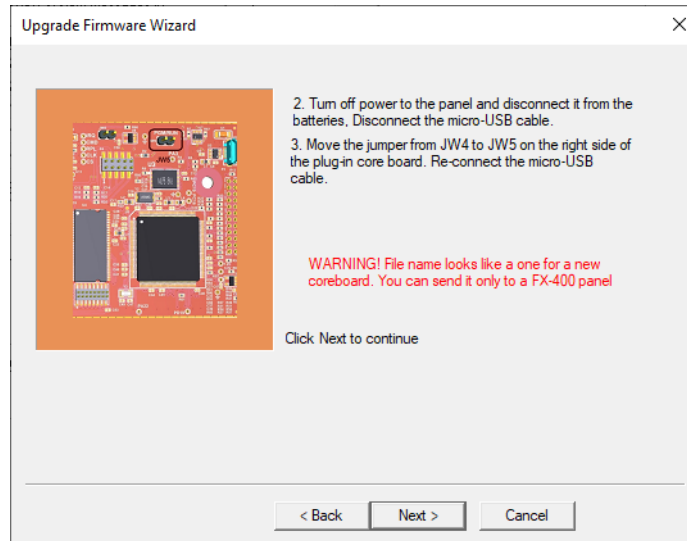 Upgrade Firmware Wizard
2. Turn off power to the panel and disconnect it from the
batteries, Disconnect the micro-USB cable.
3. Move the jumper from JW4 to JW5 on the right side of
the plug-in core board. Re-connect the micro-USB
cable.
JW5
WARNING! File name looks like a one for a new
coreboard. You can send it only to a FX-400 panel
Click Next to continue
< Back
Next >
Cancel